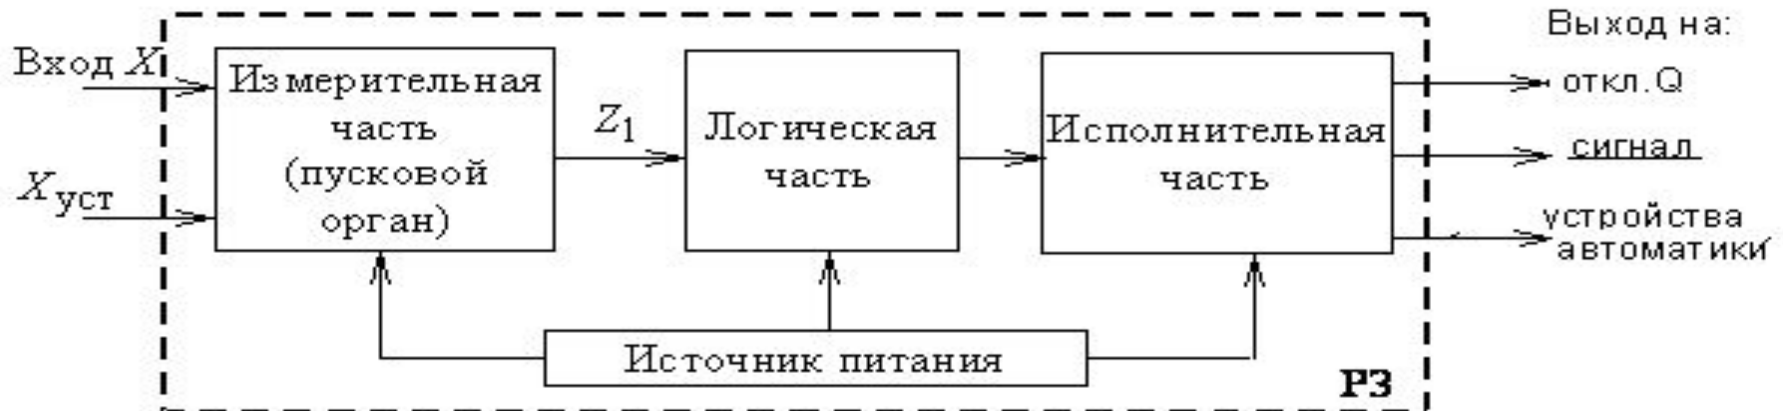 Выход на:
Вход X
Измерительная
часть
(пусковой
орган)
X уст
Z1
Логическая
часть
Исполнительная
часть
откл. Q
сигнал
устройства
автоматики
Источник питания
РЗ